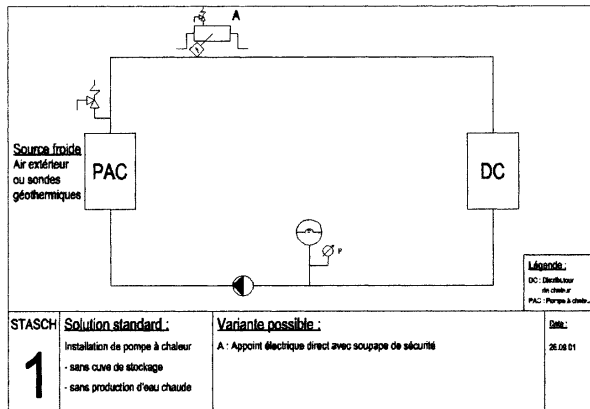 A
Source froide
Air extérieur
ou sondes
géothermiques
PAC
DC
P
Légende :
DC : Distributeur
de chaleur
PAC : Pompe à
STASCH
1
Solution standard :
Installation de pompe à chaleur
- sans cuve de stockage
- sans production d'eau chaude
Variante possible :
A : Appoint électrique direct avec soupape de sécurité
Date :
26.09.01